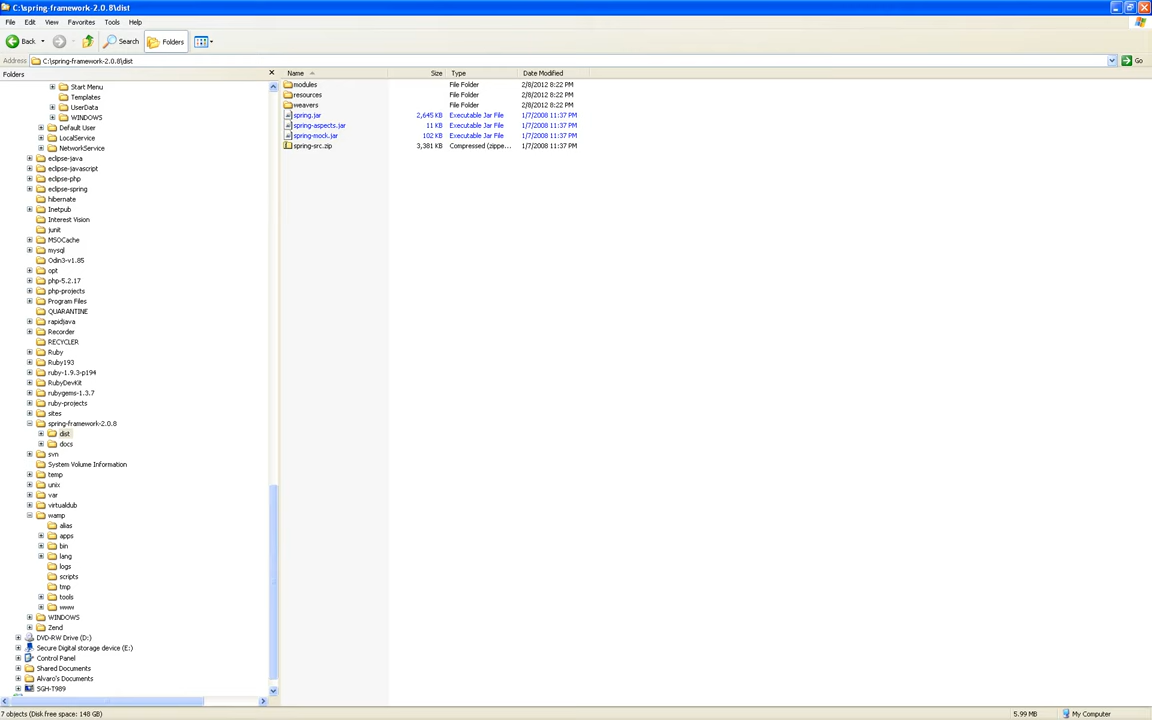 C:\spring-framework-2.0.8\dist
File Edit View Favorites Tools Help
Back Search Folders
Address C:\spring-framework-2.0.8\dist Go
Folders
Start Menu
Templates
UserData
WINDOWS
Default User
LocalService
NetworkService
eclipse-java
eclipse-javascript
eclipse-php
eclipse-spring
hibernate
Inetpub
Interest Vision
junit
MSOCache
mysql
Odin3-v1.85
opt
php-5.2.17
php-projects
Program Files
QUARANTINE
rapidjava
Recorder
RECYCLER
Ruby
Ruby193
ruby-1.9.3-p194
RubyDevKit
rubygems-1.3.7
ruby-projects
sites
spring-framework-2.0.8
dist
docs
svn
System Volume Information
temp
unix
var
virtualdub
wamp
alias
apps
bin
lang
logs
scripts
tmp
tools
www
WINDOWS
Zend
DVD-RW Drive (D:)
Secure Digital storage device (E:)
Control Panel
Shared Documents
Alvaro's Documents
SGH-T989
Name Size Type Date Modified
modules File Folder 2/8/2012 8:22 PM
resources File Folder 2/8/2012 8:22 PM
weavers File Folder 2/8/2012 8:22 PM
spring.jar 2,645 KB Executable Jar File 1/7/2008 11:37 PM
spring-aspects.jar 11 KB Executable Jar File 1/7/2008 11:37 PM
spring-mock.jar 102 KB Executable Jar File 1/7/2008 11:37 PM
spring-src.zip 3,381 KB Compressed (zippe... 1/7/2008 11:37 PM
7 objects (Disk free space: 148 GB) 5.99 MB My Computer